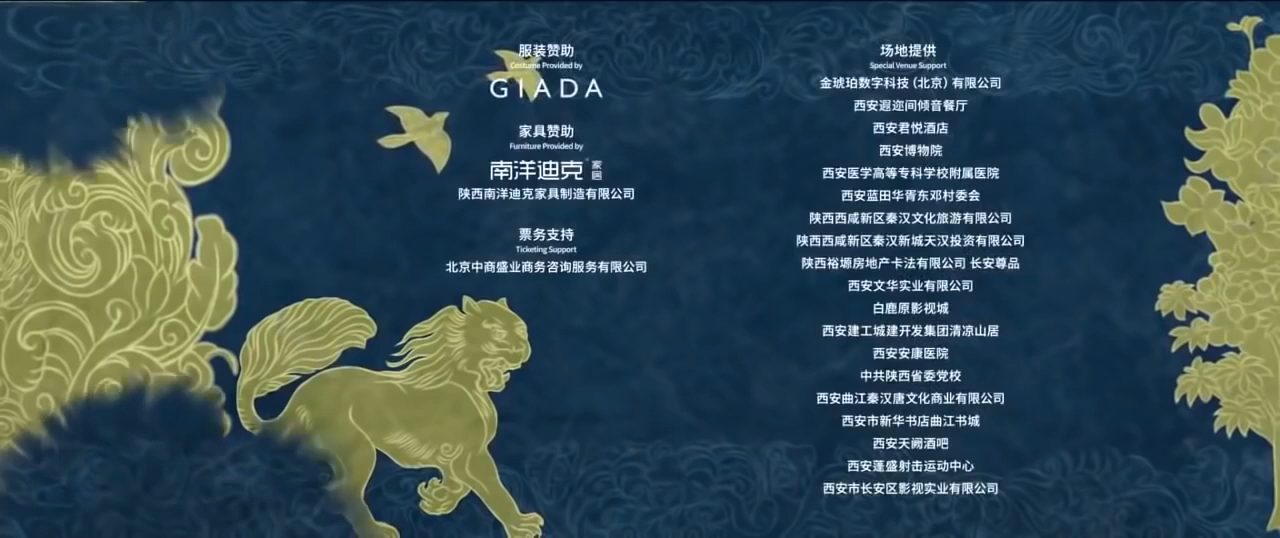 服装赞助
Costume Provided by
GIADA
家具赞助
Furniture Provided by
南洋迪克 家居
陕西南洋迪克家具制造有限公司
票务支持
Ticketing Support
北京中商盛业商务咨询服务有限公司
场地提供
Special Venue Support
金琥珀数字科技（北京）有限公司
西安遐迩间倾音餐厅
西安君悦酒店
西安博物院
西安医学高等专科学校附属医院
西安蓝田华胥东邓村委会
陕西西咸新区秦汉文化旅游有限公司
陕西西咸新区秦汉新城天汉投资有限公司
陕西裕塬房地产卡法有限公司 长安尊品
西安文华实业有限公司
白鹿原影视城
西安建工城建开发集团清凉山居
西安安康医院
中共陕西省委党校
西安曲江秦汉唐文化商业有限公司
西安市新华书店曲江书城
西安天阙酒吧
西安蓬盛射击运动中心
西安市长安区影视实业有限公司